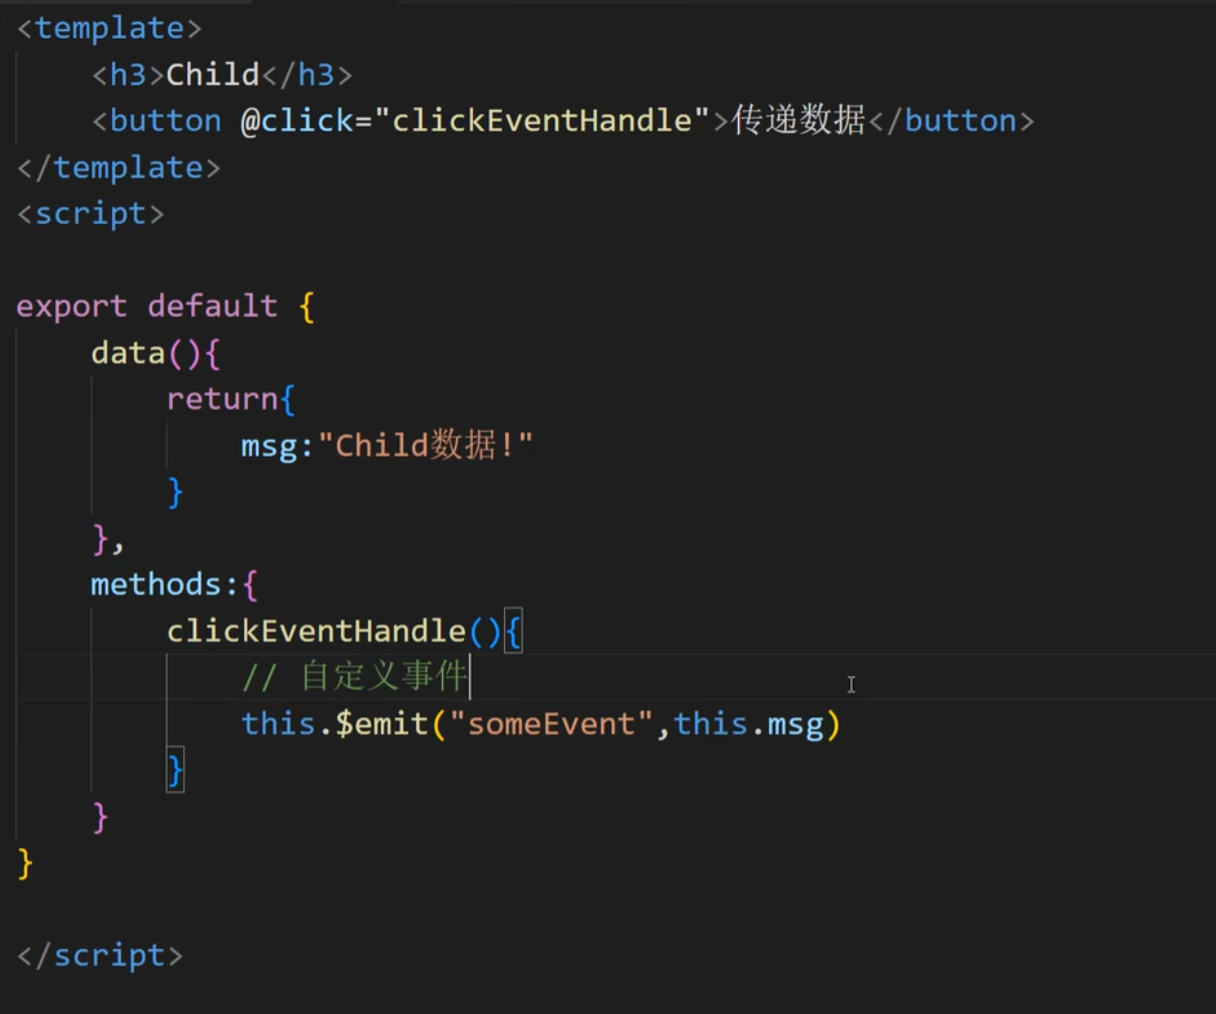 <template>
    <h3>Child</h3>
    <button @click="clickEventHandle">传递数据</button>
</template>
<script>
export default {
    data(){
        return{
            msg:"Child数据!"
        }
    },
    methods:{
        clickEventHandle(){
            // 自定义事件
            this.$emit("someEvent",this.msg)
        }
    }
}
</script>